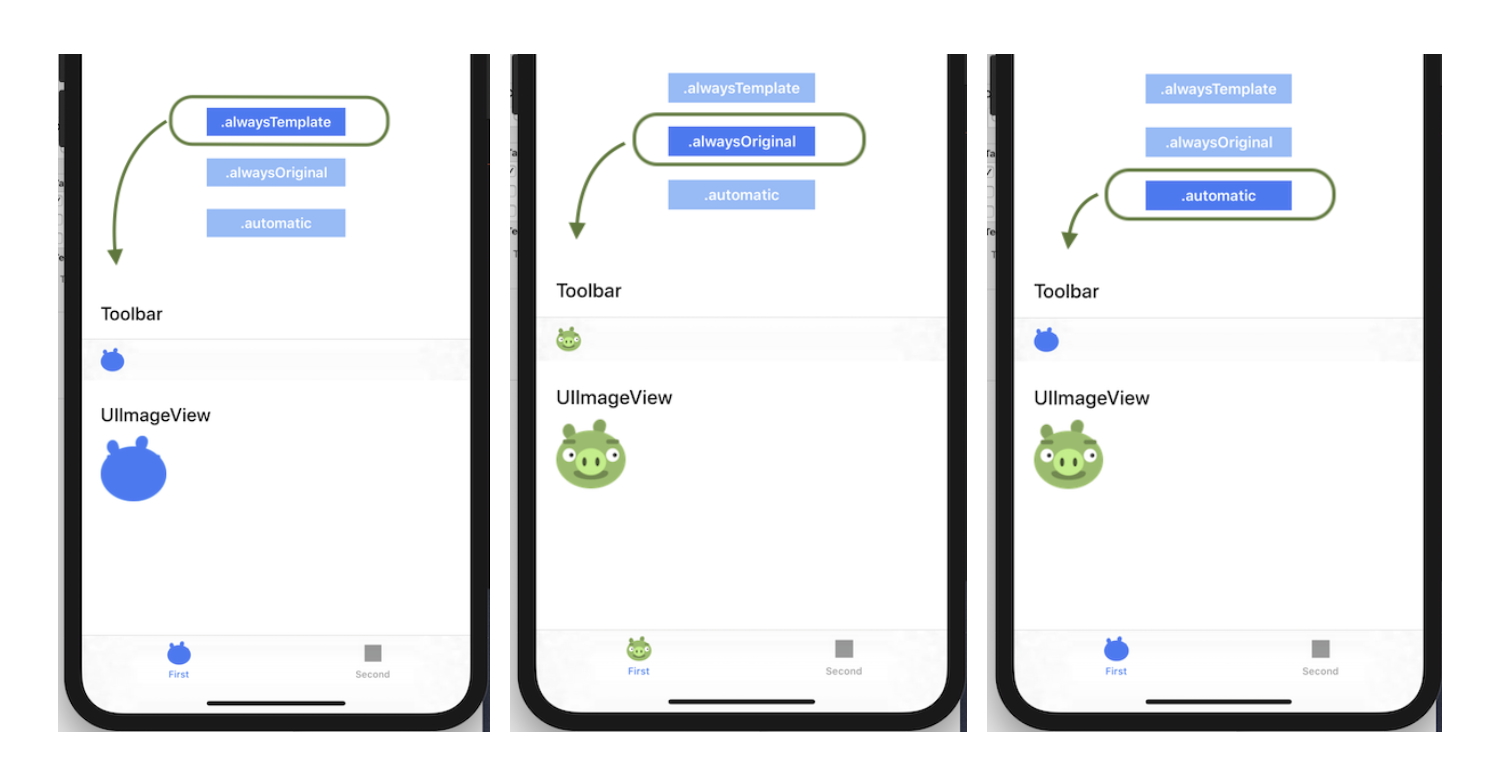 .alwaysTemplate
.alwaysOriginal
.automatic
Toolbar
UIImageView
First
Second
.alwaysTemplate
.alwaysOriginal
.automatic
Toolbar
UIImageView
First
Second
.alwaysTemplate
.alwaysOriginal
.automatic
Toolbar
UIImageView
First
Second